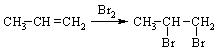 Br₂
CH₃–CH=CH₂ ⟶ CH₃–CH–CH₂
Br Br